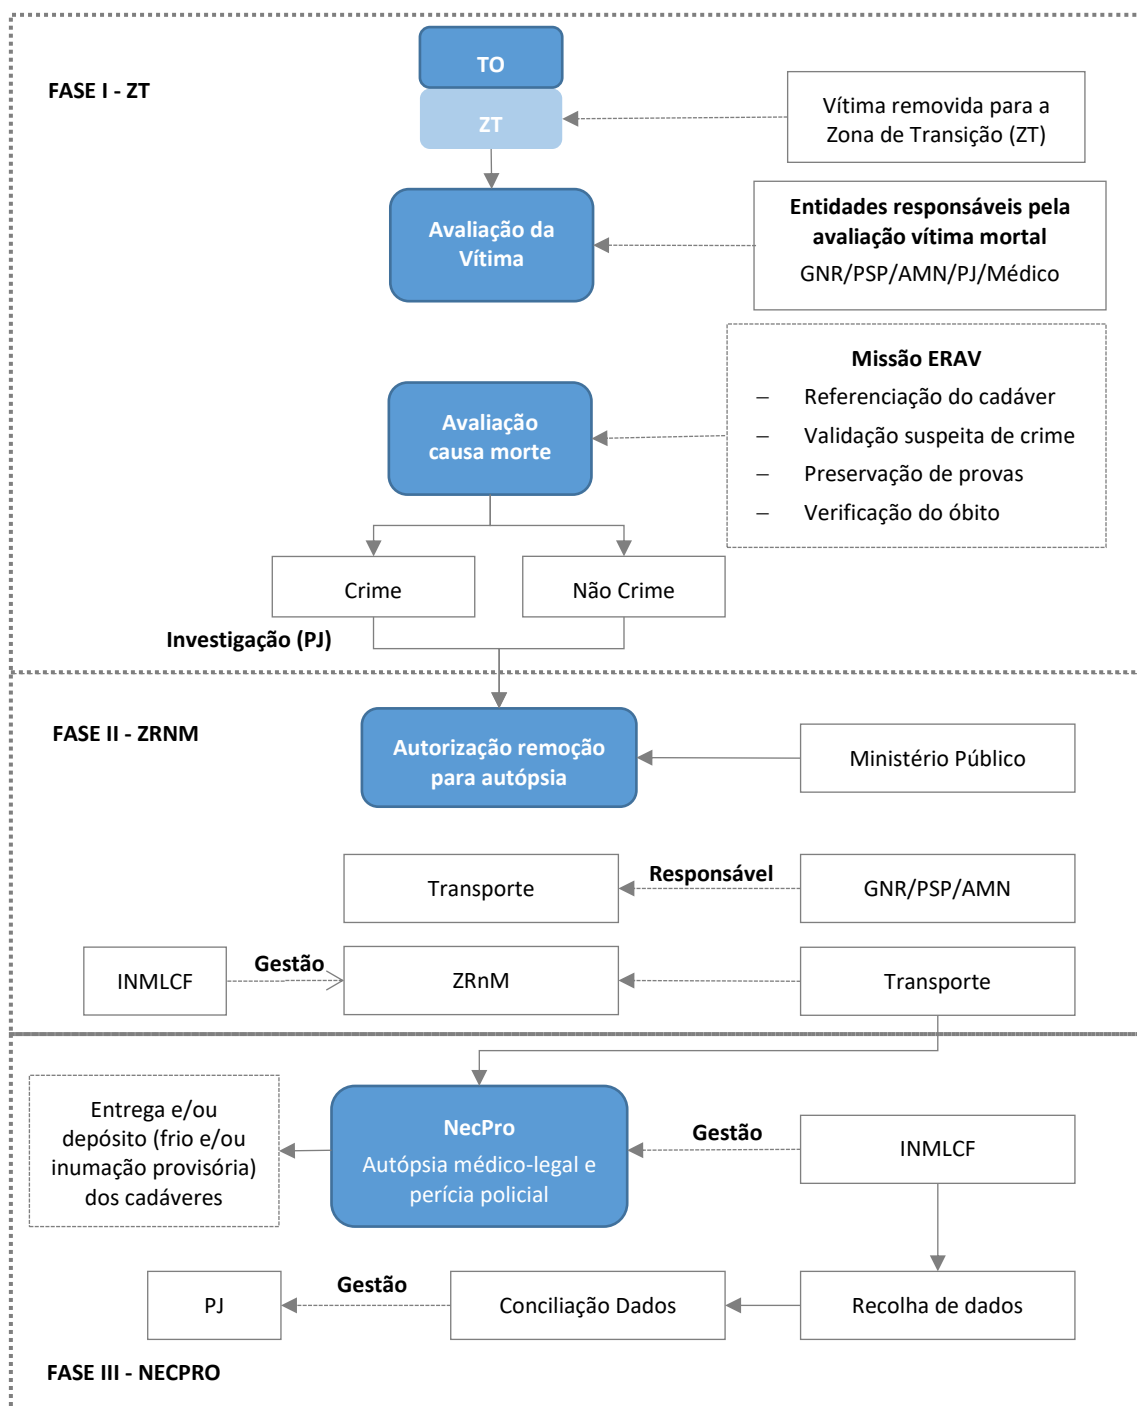 FASE I - ZT
TO
ZT
Vítima removida para a
Zona de Transição (ZT)
Avaliação da
Vítima
Entidades responsáveis pela
avaliação vítima mortal
GNR/PSP/AMN/PJ/Médico
Avaliação
causa morte
Missão ERAV
– Referenciação do cadáver
– Validação suspeita de crime
– Preservação de provas
– Verificação do óbito
Crime
Não Crime
Investigação (PJ)
FASE II - ZRNM
Autorização remoção
para autópsia
Ministério Público
Transporte
Responsável
GNR/PSP/AMN
INMLCF
Gestão
ZRnM
Transporte
Entrega e/ou
depósito (frio e/ou
inumação provisória)
dos cadáveres
NecPro
Autópsia médico-legal e
perícia policial
Gestão
INMLCF
PJ
Gestão
Conciliação Dados
Recolha de dados
FASE III - NECPRO